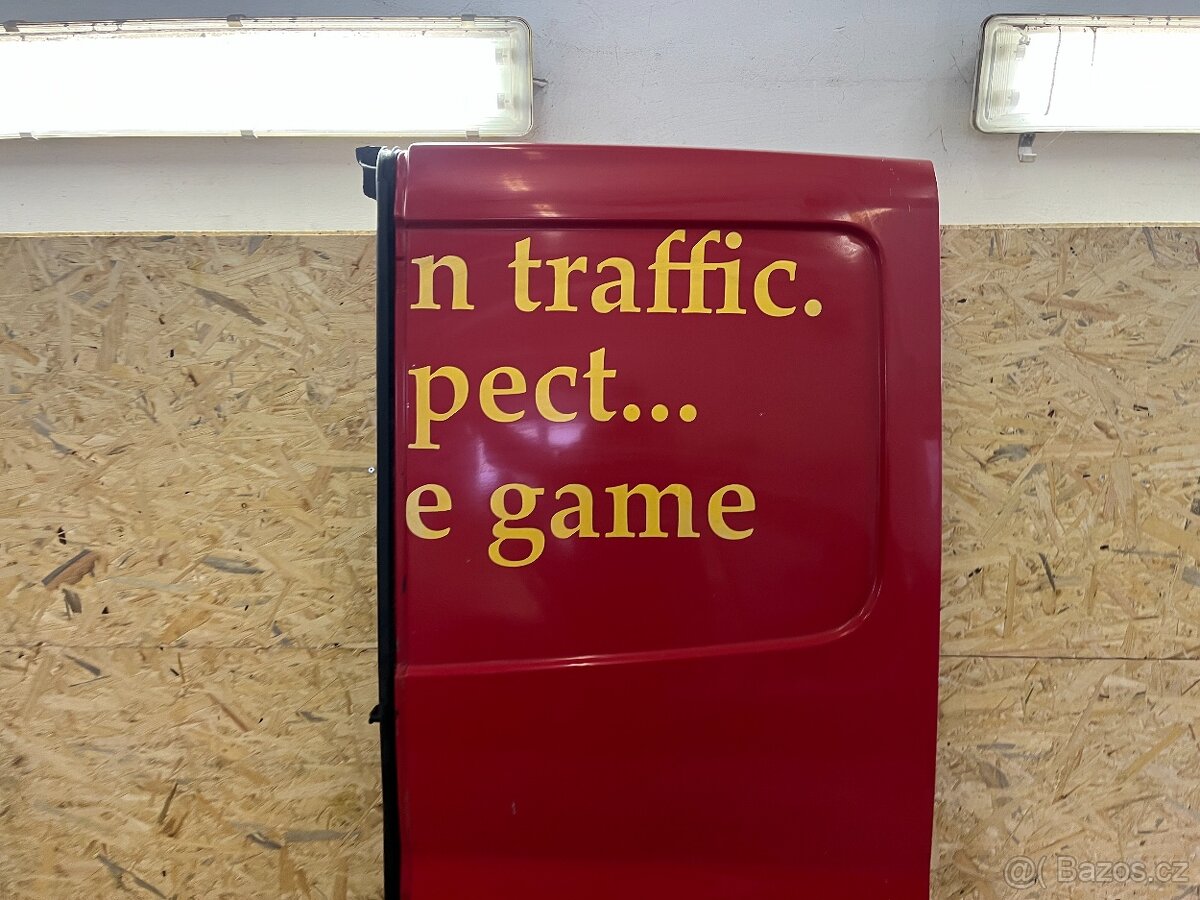 n traffic.
pect...
e game
@( Bazos.cz